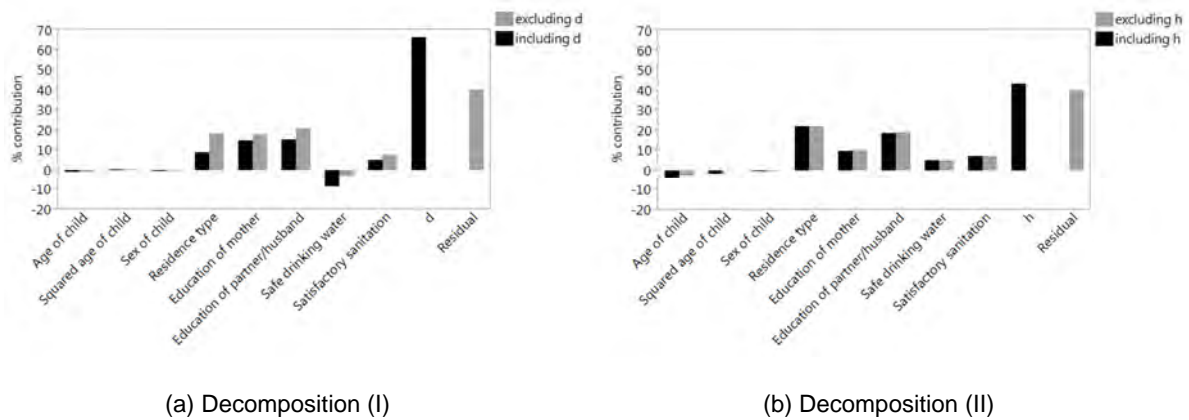 excluding d
including d
% contribution
70
60
50
40
30
20
10
0
-10
-20
Age of child
Squared age of child
Sex of child
Residence type
Education of mother
Education of partner/husband
Safe drinking water
Satisfactory sanitation
d
Residual
(a) Decomposition (I)
excluding h
including h
% contribution
70
60
50
40
30
20
10
0
-10
-20
Age of child
Squared age of child
Sex of child
Residence type
Education of mother
Education of partner/husband
Safe drinking water
Satisfactory sanitation
h
Residual
(b) Decomposition (II)